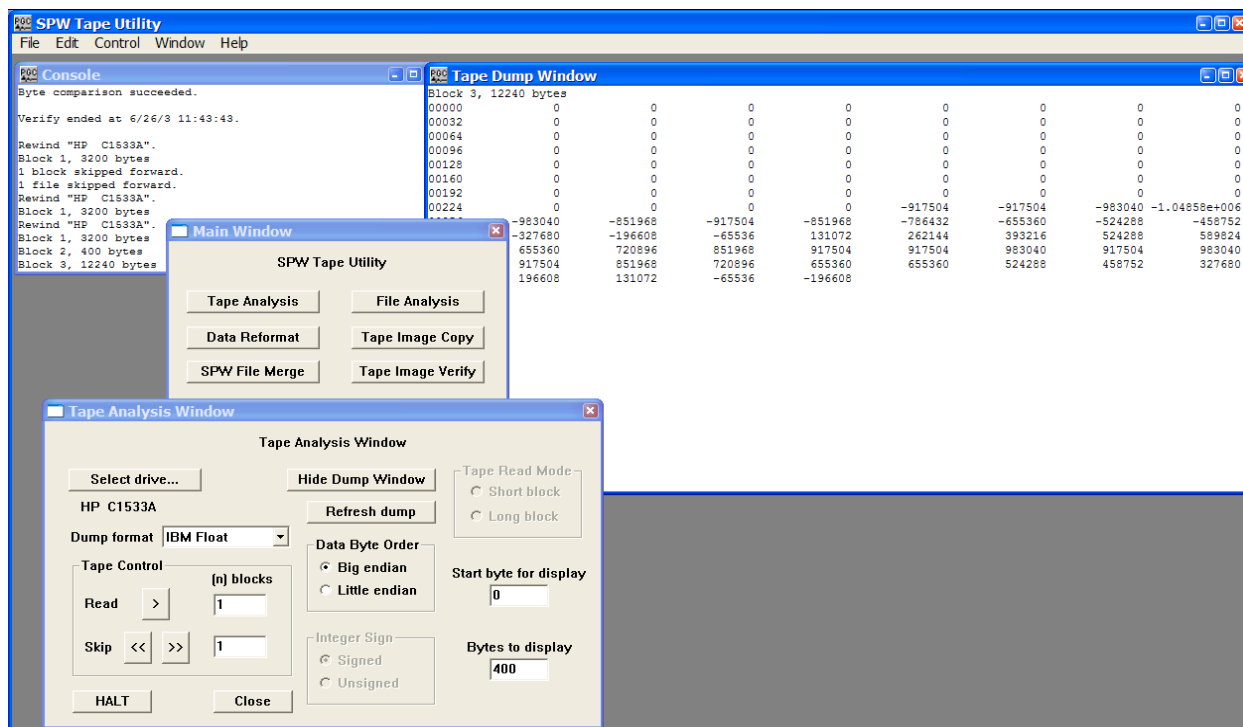 SPW Tape Utility
File Edit Control Window Help
Console
Byte comparison succeeded.
Verify ended at 6/26/3 11:43:43.
Rewind "HP C1533A".
Block 1, 3200 bytes
1 block skipped forward.
1 file skipped forward.
Rewind "HP C1533A".
Block 1, 3200 bytes
Rewind "HP C1533A".
Block 1, 3200 bytes
Block 2, 400 bytes
Block 3, 12240 bytes
Tape Dump Window
Block 3, 12240 bytes
00000 0 0 0 0 0 0 0 0
00032 0 0 0 0 0 0 0 0
00064 0 0 0 0 0 0 0 0
00096 0 0 0 0 0 0 0 0
00128 0 0 0 0 0 0 0 0
00160 0 0 0 0 0 0 0 0
00192 0 0 0 0 0 0 0 0
00224 0 0 0 0 -917504 -917504 -983040 -1.04858e+006
-983040 -851968 -917504 -851968 -786432 -655360 -524288 -458752
-327680 -196608 -65536 131072 262144 393216 524288 589824
655360 720896 851968 917504 917504 983040 917504 983040
917504 851968 720896 655360 655360 524288 458752 327680
196608 131072 -65536 -196608
Main Window
SPW Tape Utility
Tape Analysis File Analysis
Data Reformat Tape Image Copy
SPW File Merge Tape Image Verify
Tape Analysis Window
Tape Analysis Window
Select drive... Hide Dump Window
HP C1533A Refresh dump
Tape Read Mode
Short block
Long block
Dump format IBM Float
Data Byte Order
Big endian
Little endian
Start byte for display
0
Tape Control
(n) blocks
Read > 1
Skip << >> 1
Integer Sign
Signed
Unsigned
Bytes to display
400
HALT Close